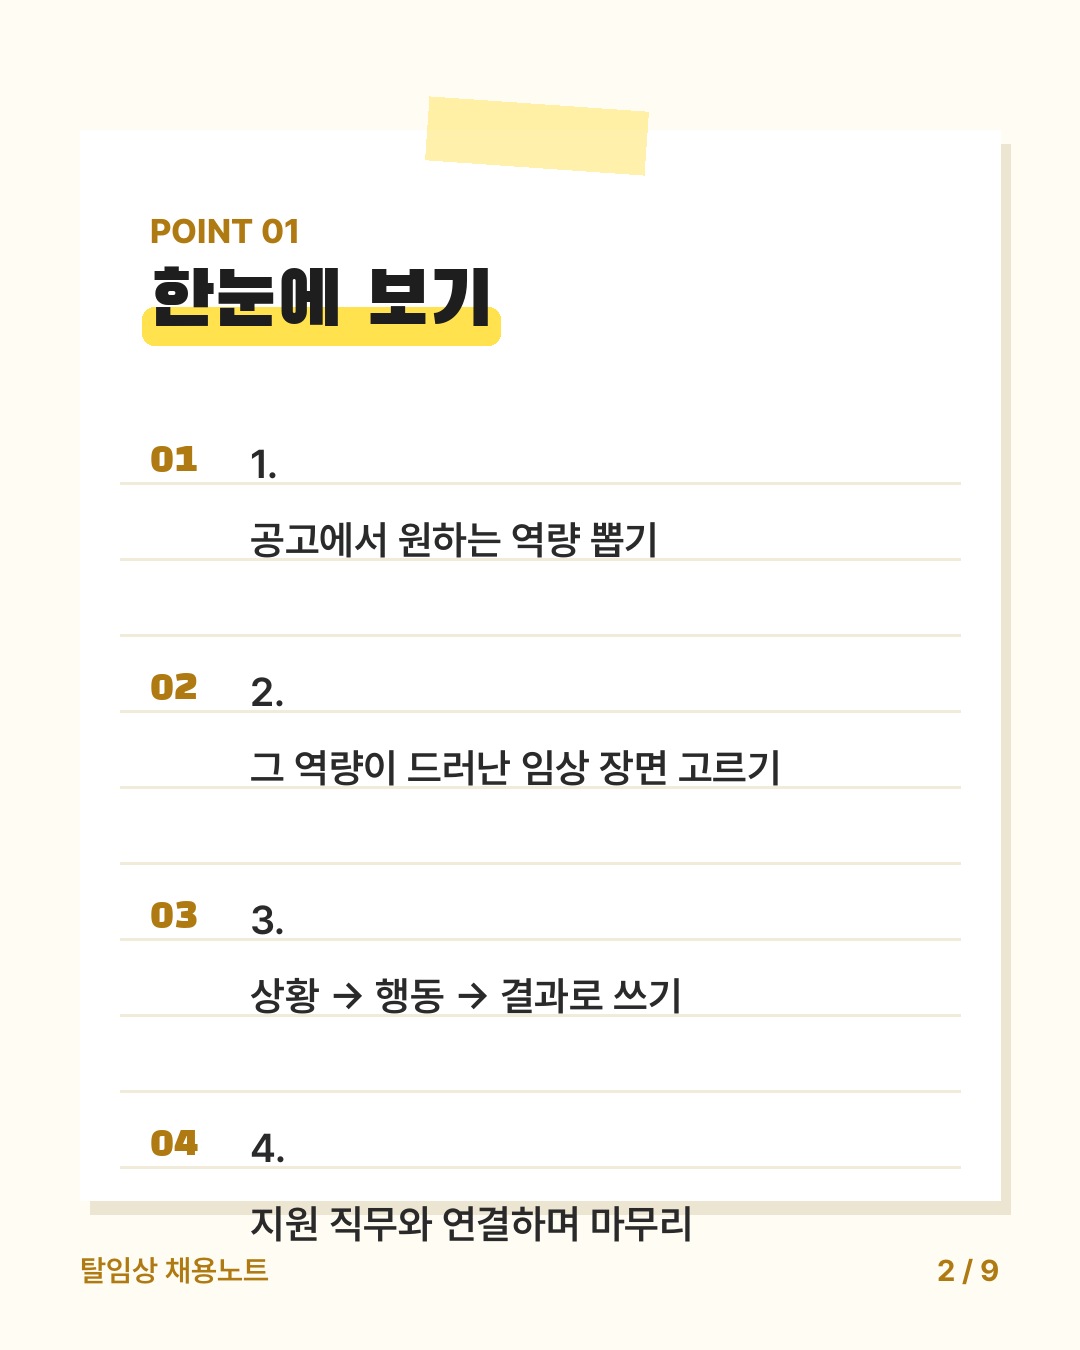 POINT 01
한눈에 보기
01 1.
공고에서 원하는 역량 뽑기
02 2.
그 역량이 드러난 임상 장면 고르기
03 3.
상황 → 행동 → 결과로 쓰기
04 4.
지원 직무와 연결하며 마무리
탈임상 채용노트 2 / 9